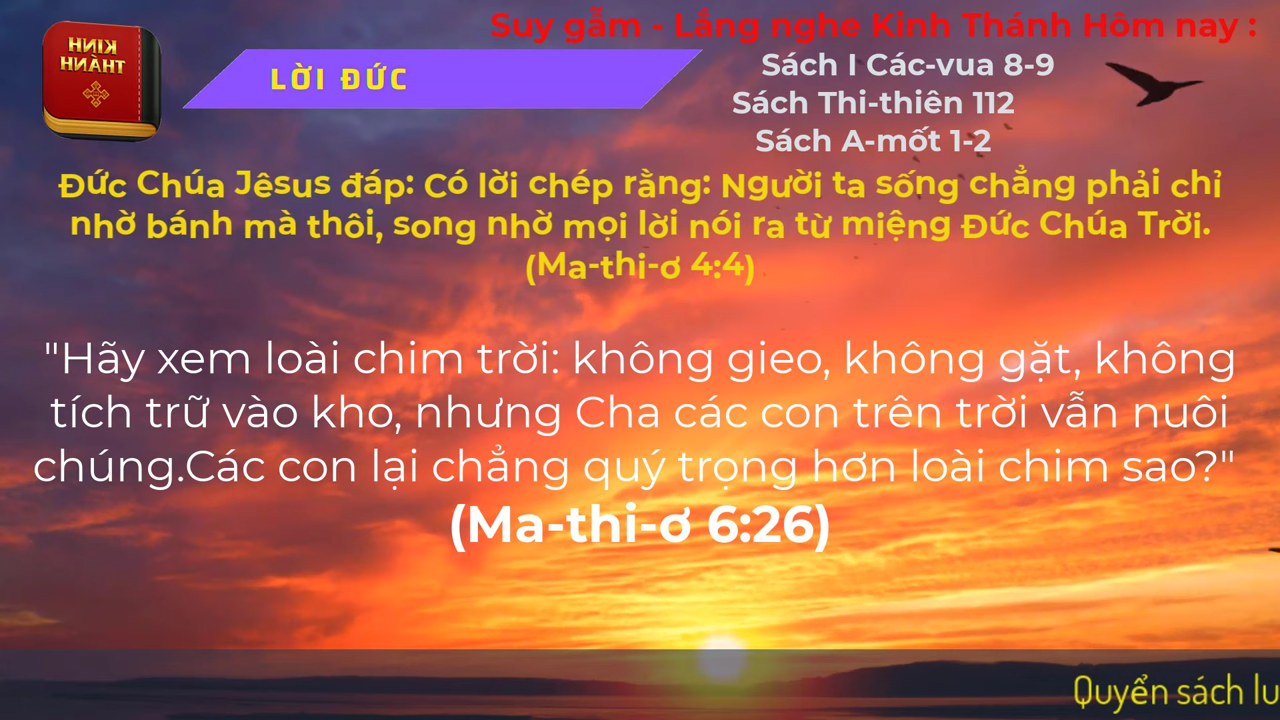 Suy gẫm - Lắng nghe Kinh Thánh Hôm nay :
KINH
THÁNH
LỜI ĐỨC
Sách I Các-vua 8-9
Sách Thi-thiên 112
Sách A-mốt 1-2
Đức Chúa Jêsus đáp: Có lời chép rằng: Người ta sống chẳng phải chỉ
nhờ bánh mà thôi, song nhờ mọi lời nói ra từ miệng Đức Chúa Trời.
(Ma-thi-ơ 4:4)
"Hãy xem loài chim trời: không gieo, không gặt, không
tích trữ vào kho, nhưng Cha các con trên trời vẫn nuôi
chúng.Các con lại chẳng quý trọng hơn loài chim sao?"
(Ma-thi-ơ 6:26)
Quyển sách lu